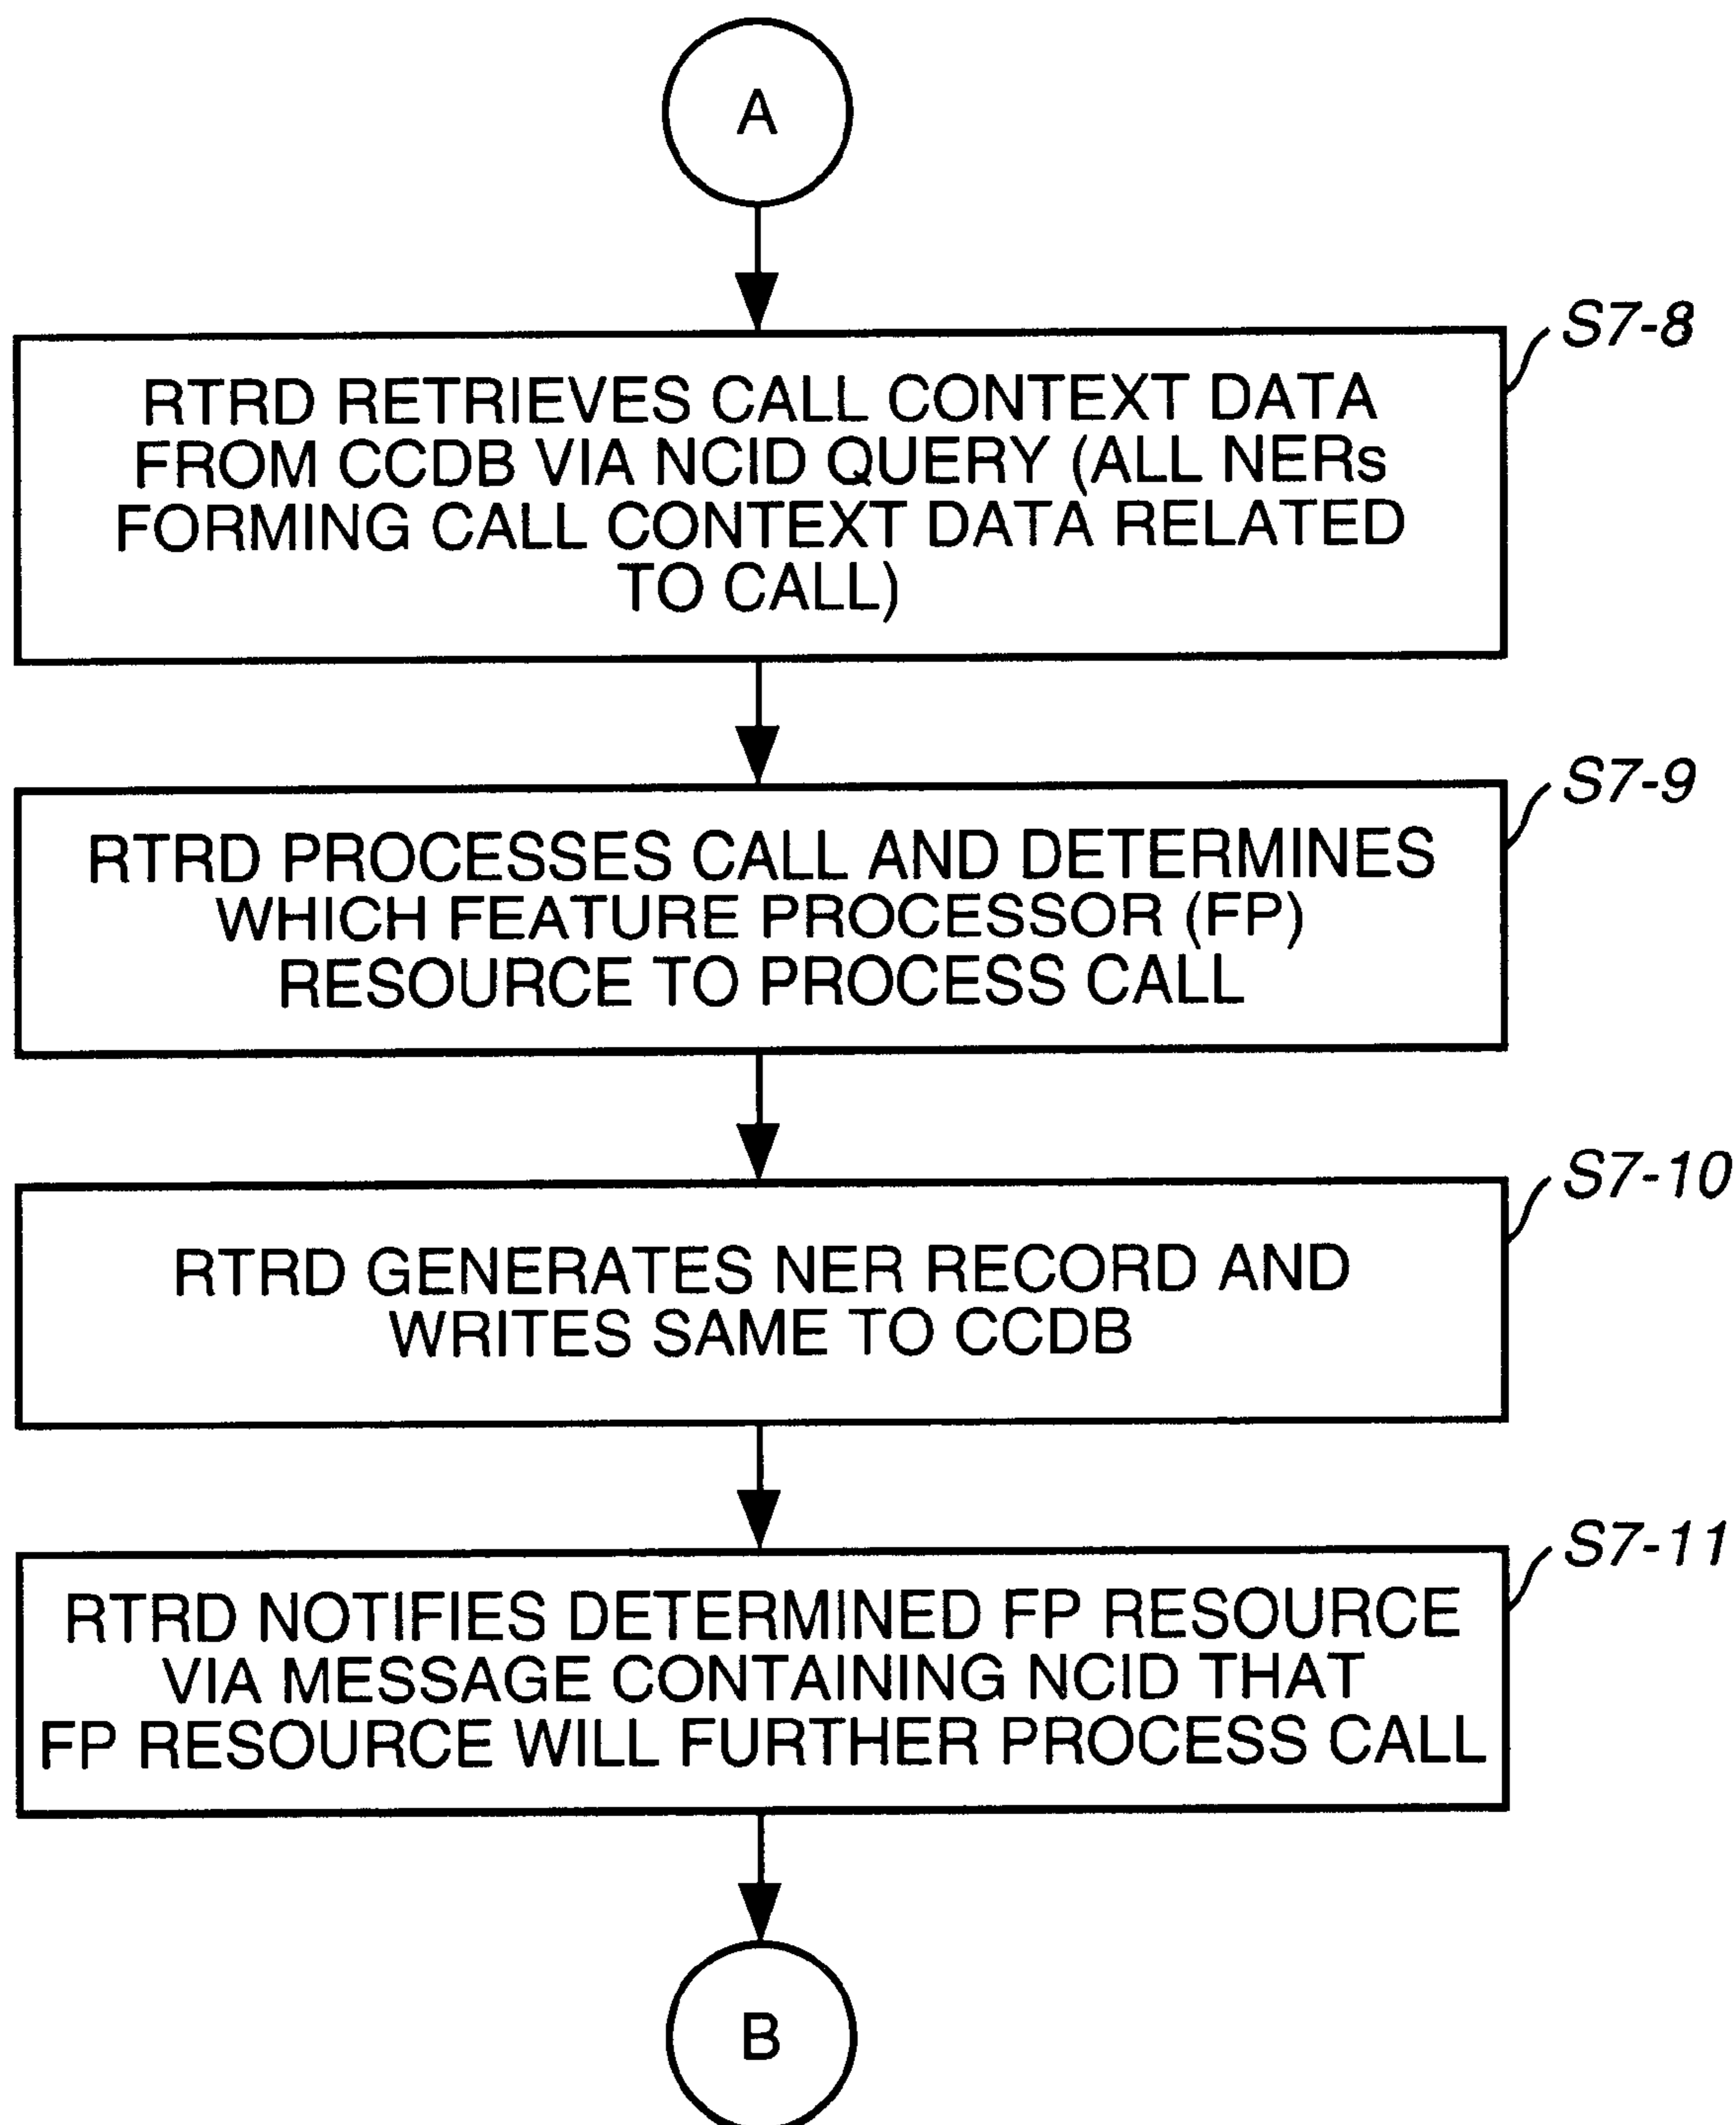 A
S7-8
RTRD RETRIEVES CALL CONTEXT DATA
FROM CCDB VIA NCID QUERY (ALL NERs
FORMING CALL CONTEXT DATA RELATED
TO CALL)
S7-9
RTRD PROCESSES CALL AND DETERMINES
WHICH FEATURE PROCESSOR (FP)
RESOURCE TO PROCESS CALL
S7-10
RTRD GENERATES NER RECORD AND
WRITES SAME TO CCDB
S7-11
RTRD NOTIFIES DETERMINED FP RESOURCE
VIA MESSAGE CONTAINING NCID THAT
FP RESOURCE WILL FURTHER PROCESS CALL
B